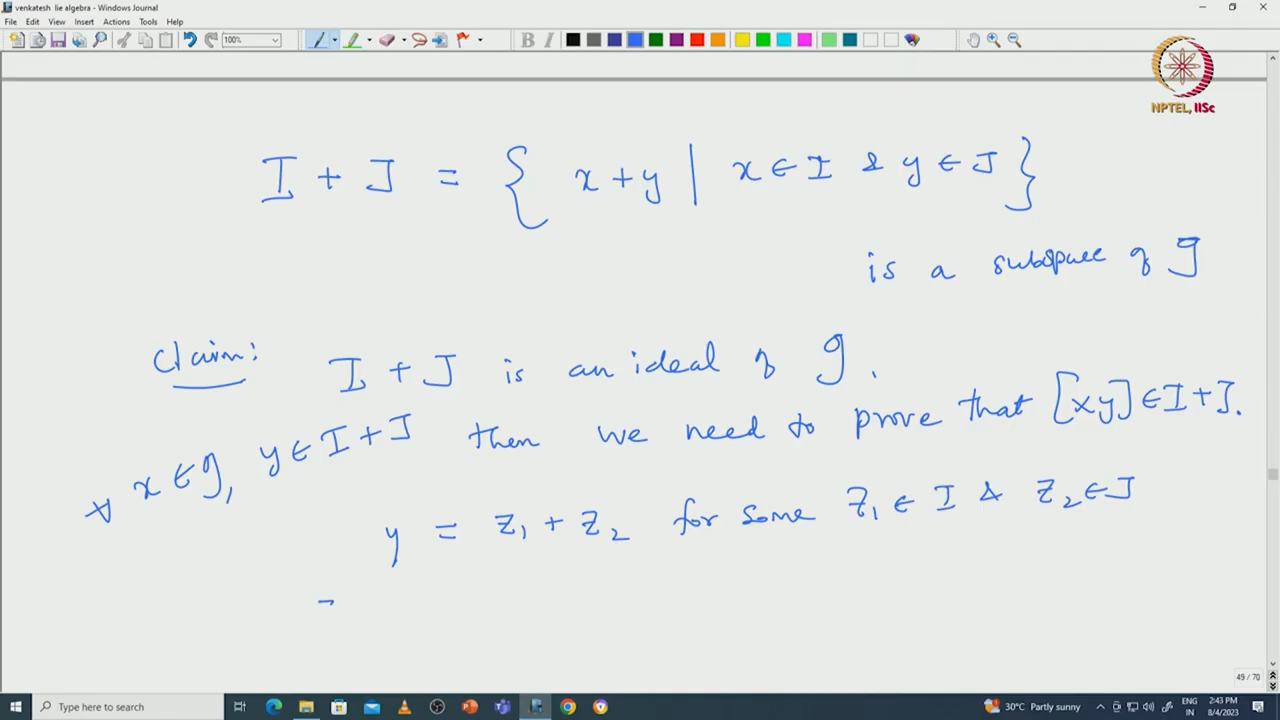 venkatesh lie algebra - Windows Journal
File Edit View Insert Actions Tools Help
100%
B I
NPTEL, IISc
I + J = { x + y | x ∈ I & y ∈ J }
is a subspace of g
Claim: I + J is an ideal of g.
∀ x ∈ g, y ∈ I + J then we need to prove that [x y] ∈ I + J.
y = z₁ + z₂ for some z₁ ∈ I & z₂ ∈ J
49 / 70
Type here to search
30°C Partly sunny
ENG
IN
2:43 PM
8/4/2023